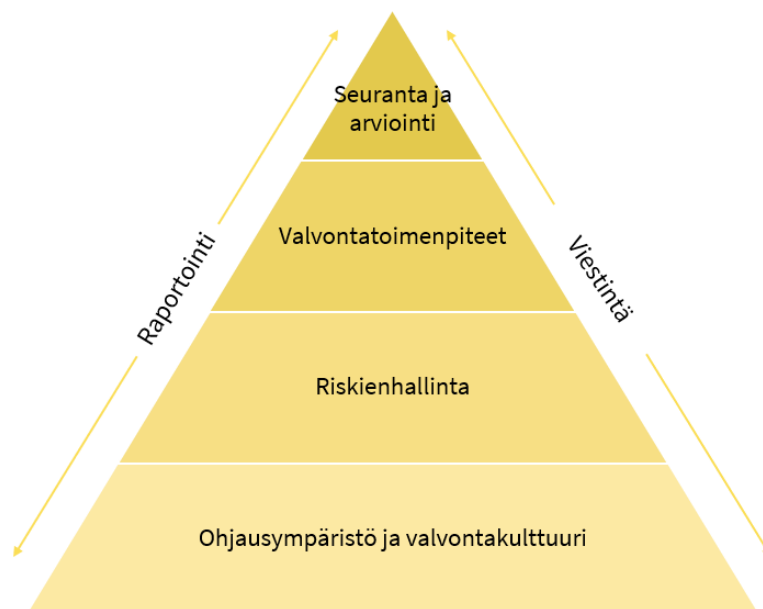 Seuranta ja
arviointi
Valvontatoimenpiteet
Raportointi
Viestintä
Riskienhallinta
Ohjausympäristö ja valvontakulttuuri